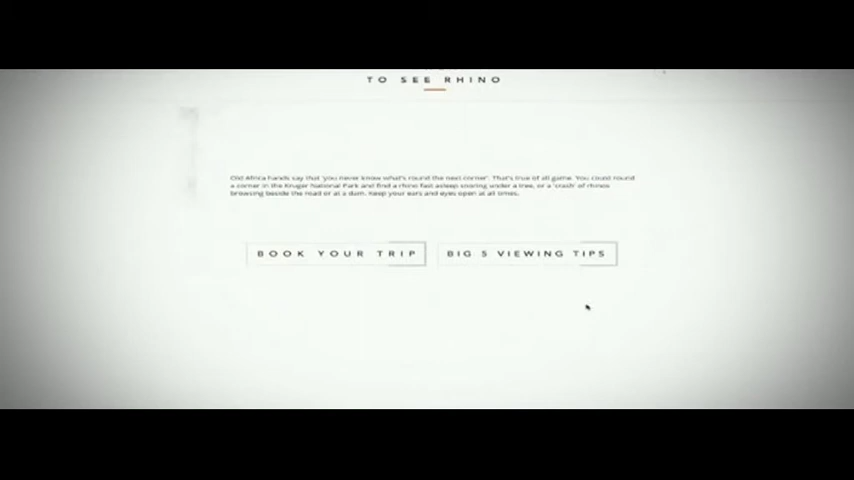 TO SEE RHINO
Old Africa hands say that 'you never know what's round the next corner'. That's true of all game. You could round
a corner in the Kruger National Park and find a rhino fast asleep snoring under a tree, or a 'crash' of rhinos
browsing beside the road or at a dam. Keep your ears and eyes open at all times.
BOOK YOUR TRIP
BIG 5 VIEWING TIPS